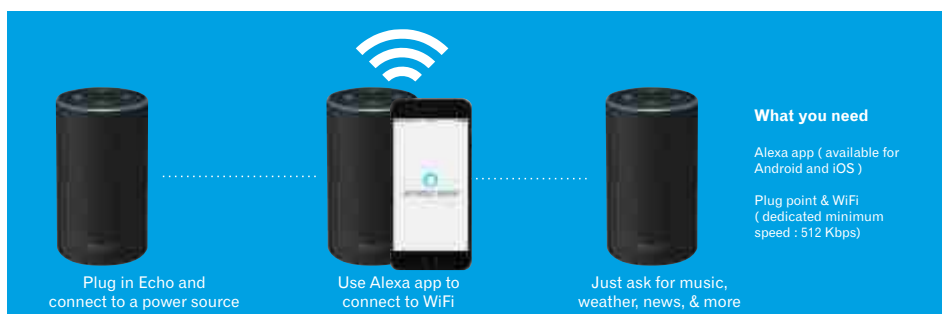 What you need
Alexa app ( available for
Android and iOS )
Plug point & WiFi
( dedicated minimum
speed : 512 Kbps)
Plug in Echo and
connect to a power source
Use Alexa app to
connect to WiFi
Just ask for music,
weather, news, & more